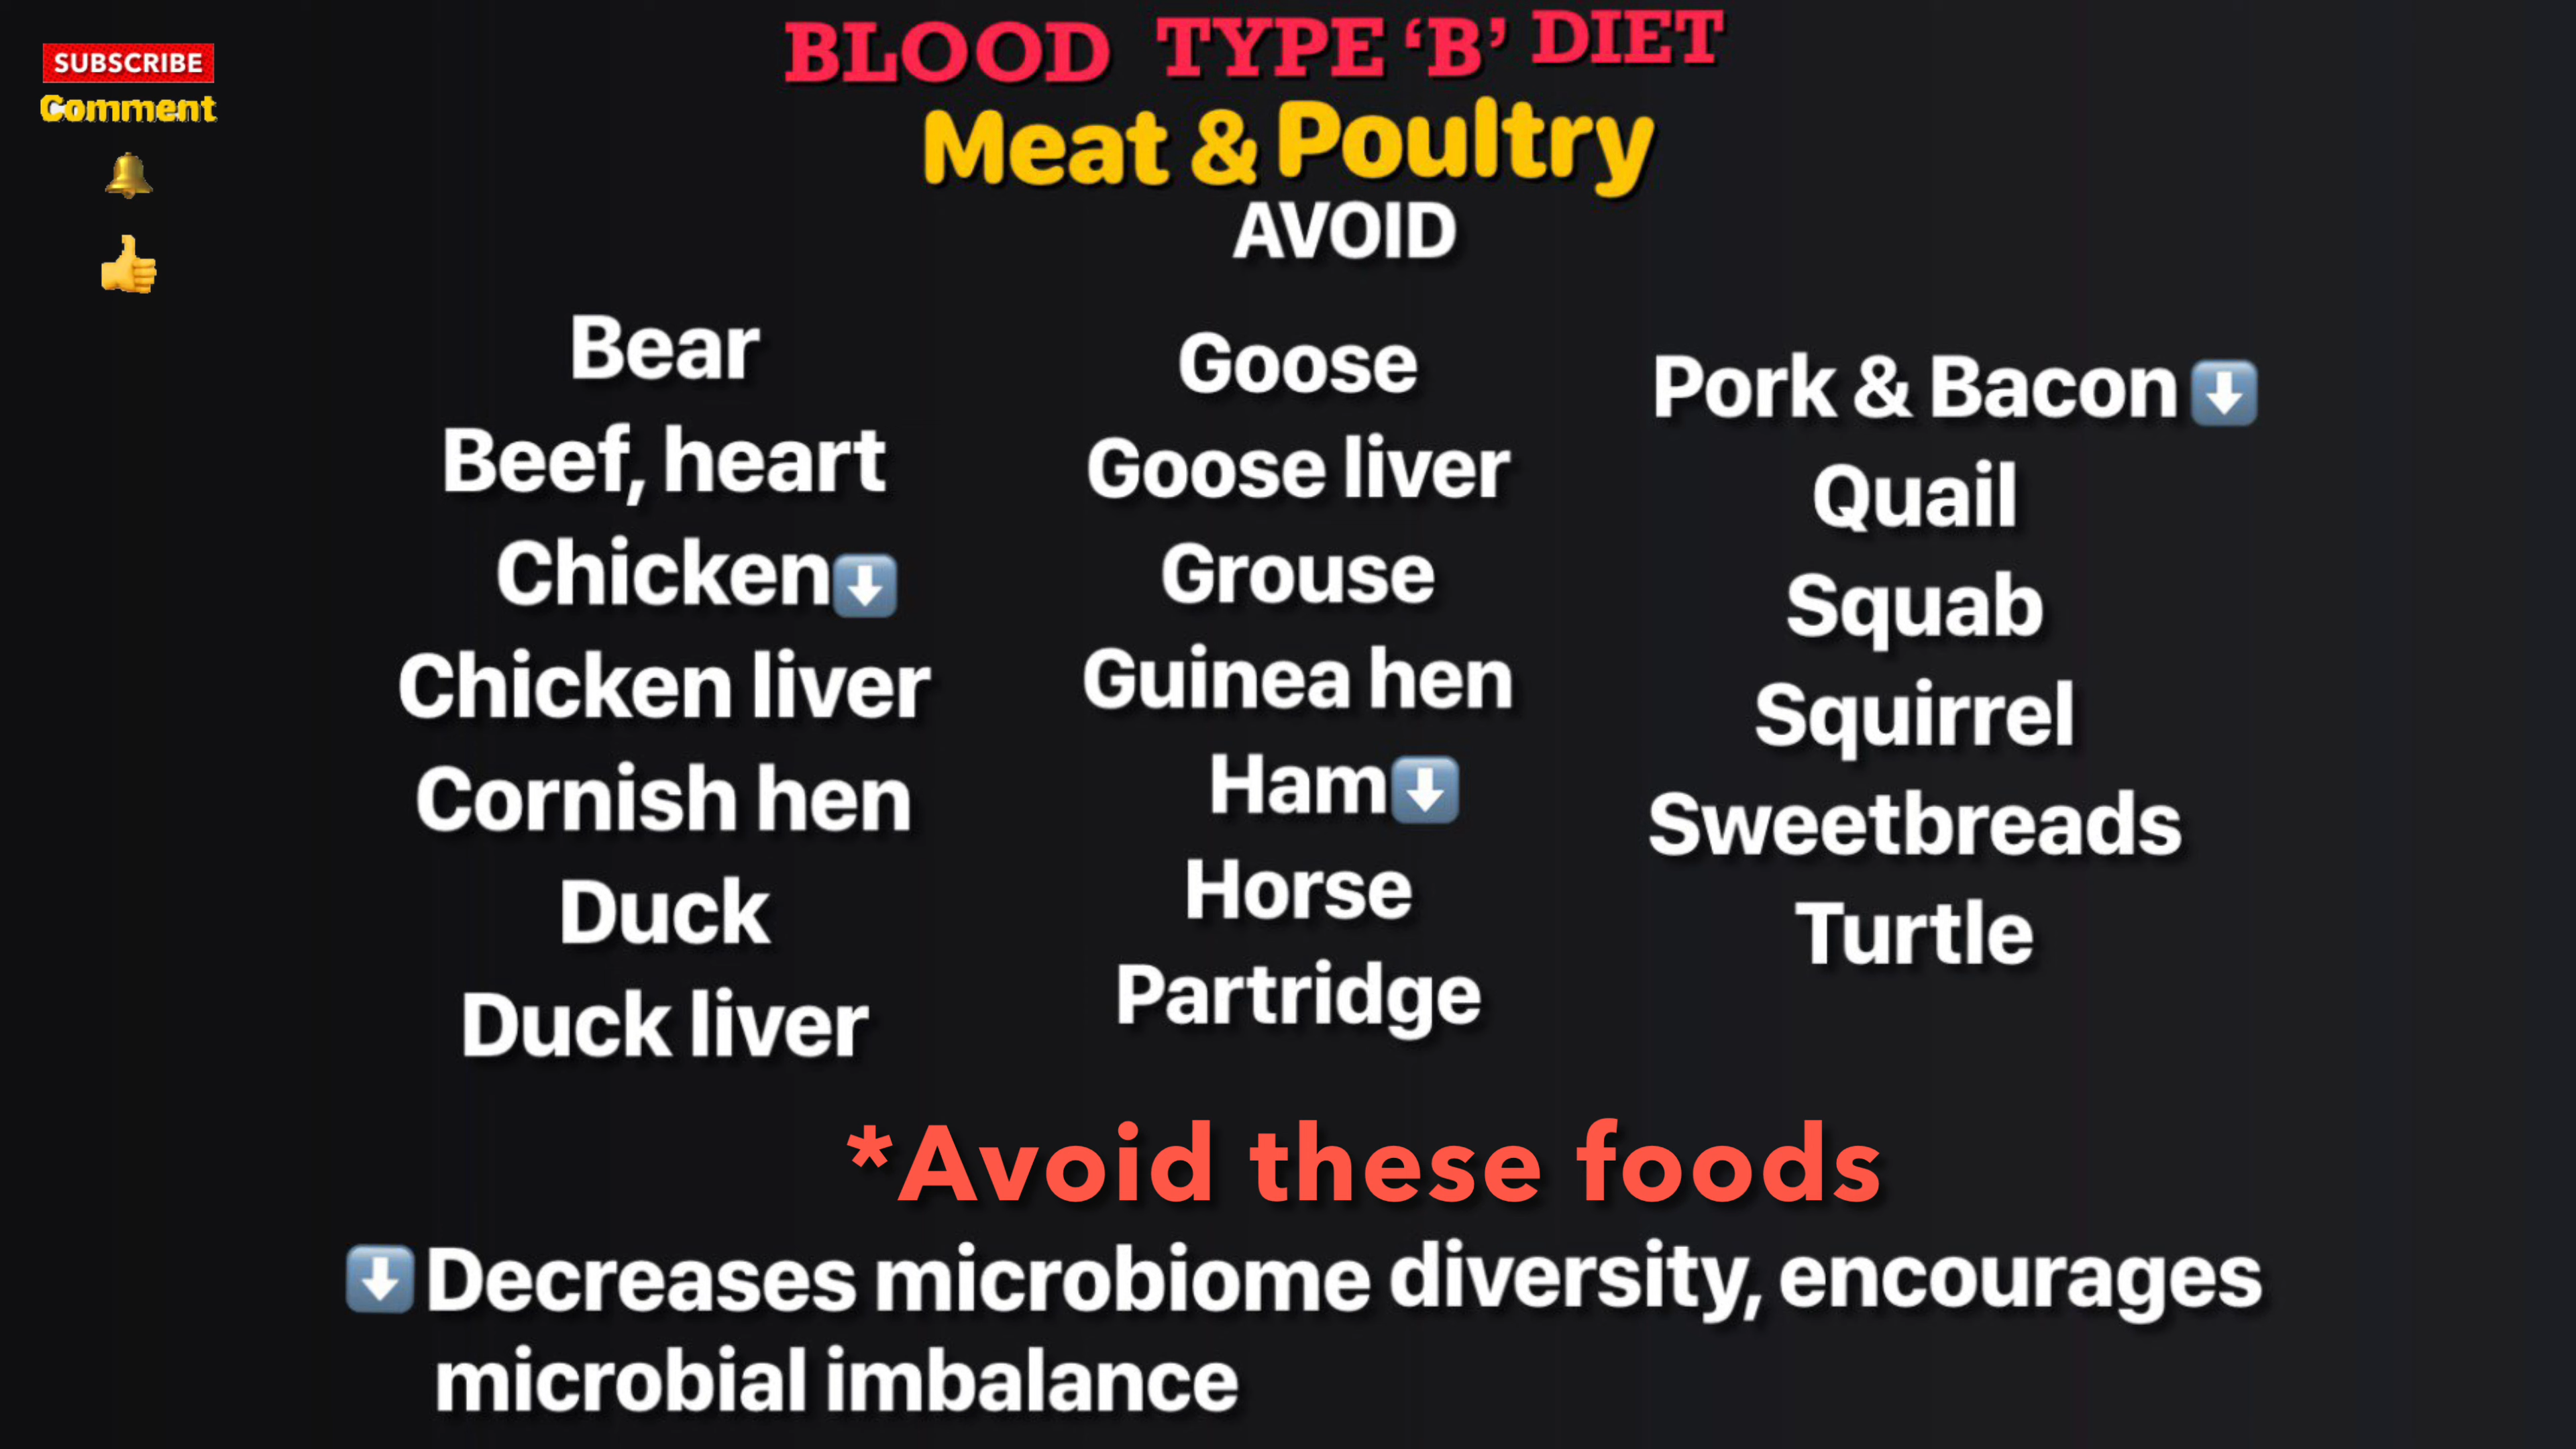 SUBSCRIBE
Comment
BLOOD TYPE ‘B’ DIET
Meat & Poultry
AVOID
Bear
Beef, heart
Chicken⬇️
Chicken liver
Cornish hen
Duck
Duck liver
Goose
Goose liver
Grouse
Guinea hen
Ham⬇️
Horse
Partridge
Pork & Bacon⬇️
Quail
Squab
Squirrel
Sweetbreads
Turtle
*Avoid these foods
⬇️Decreases microbiome diversity, encourages
microbial imbalance